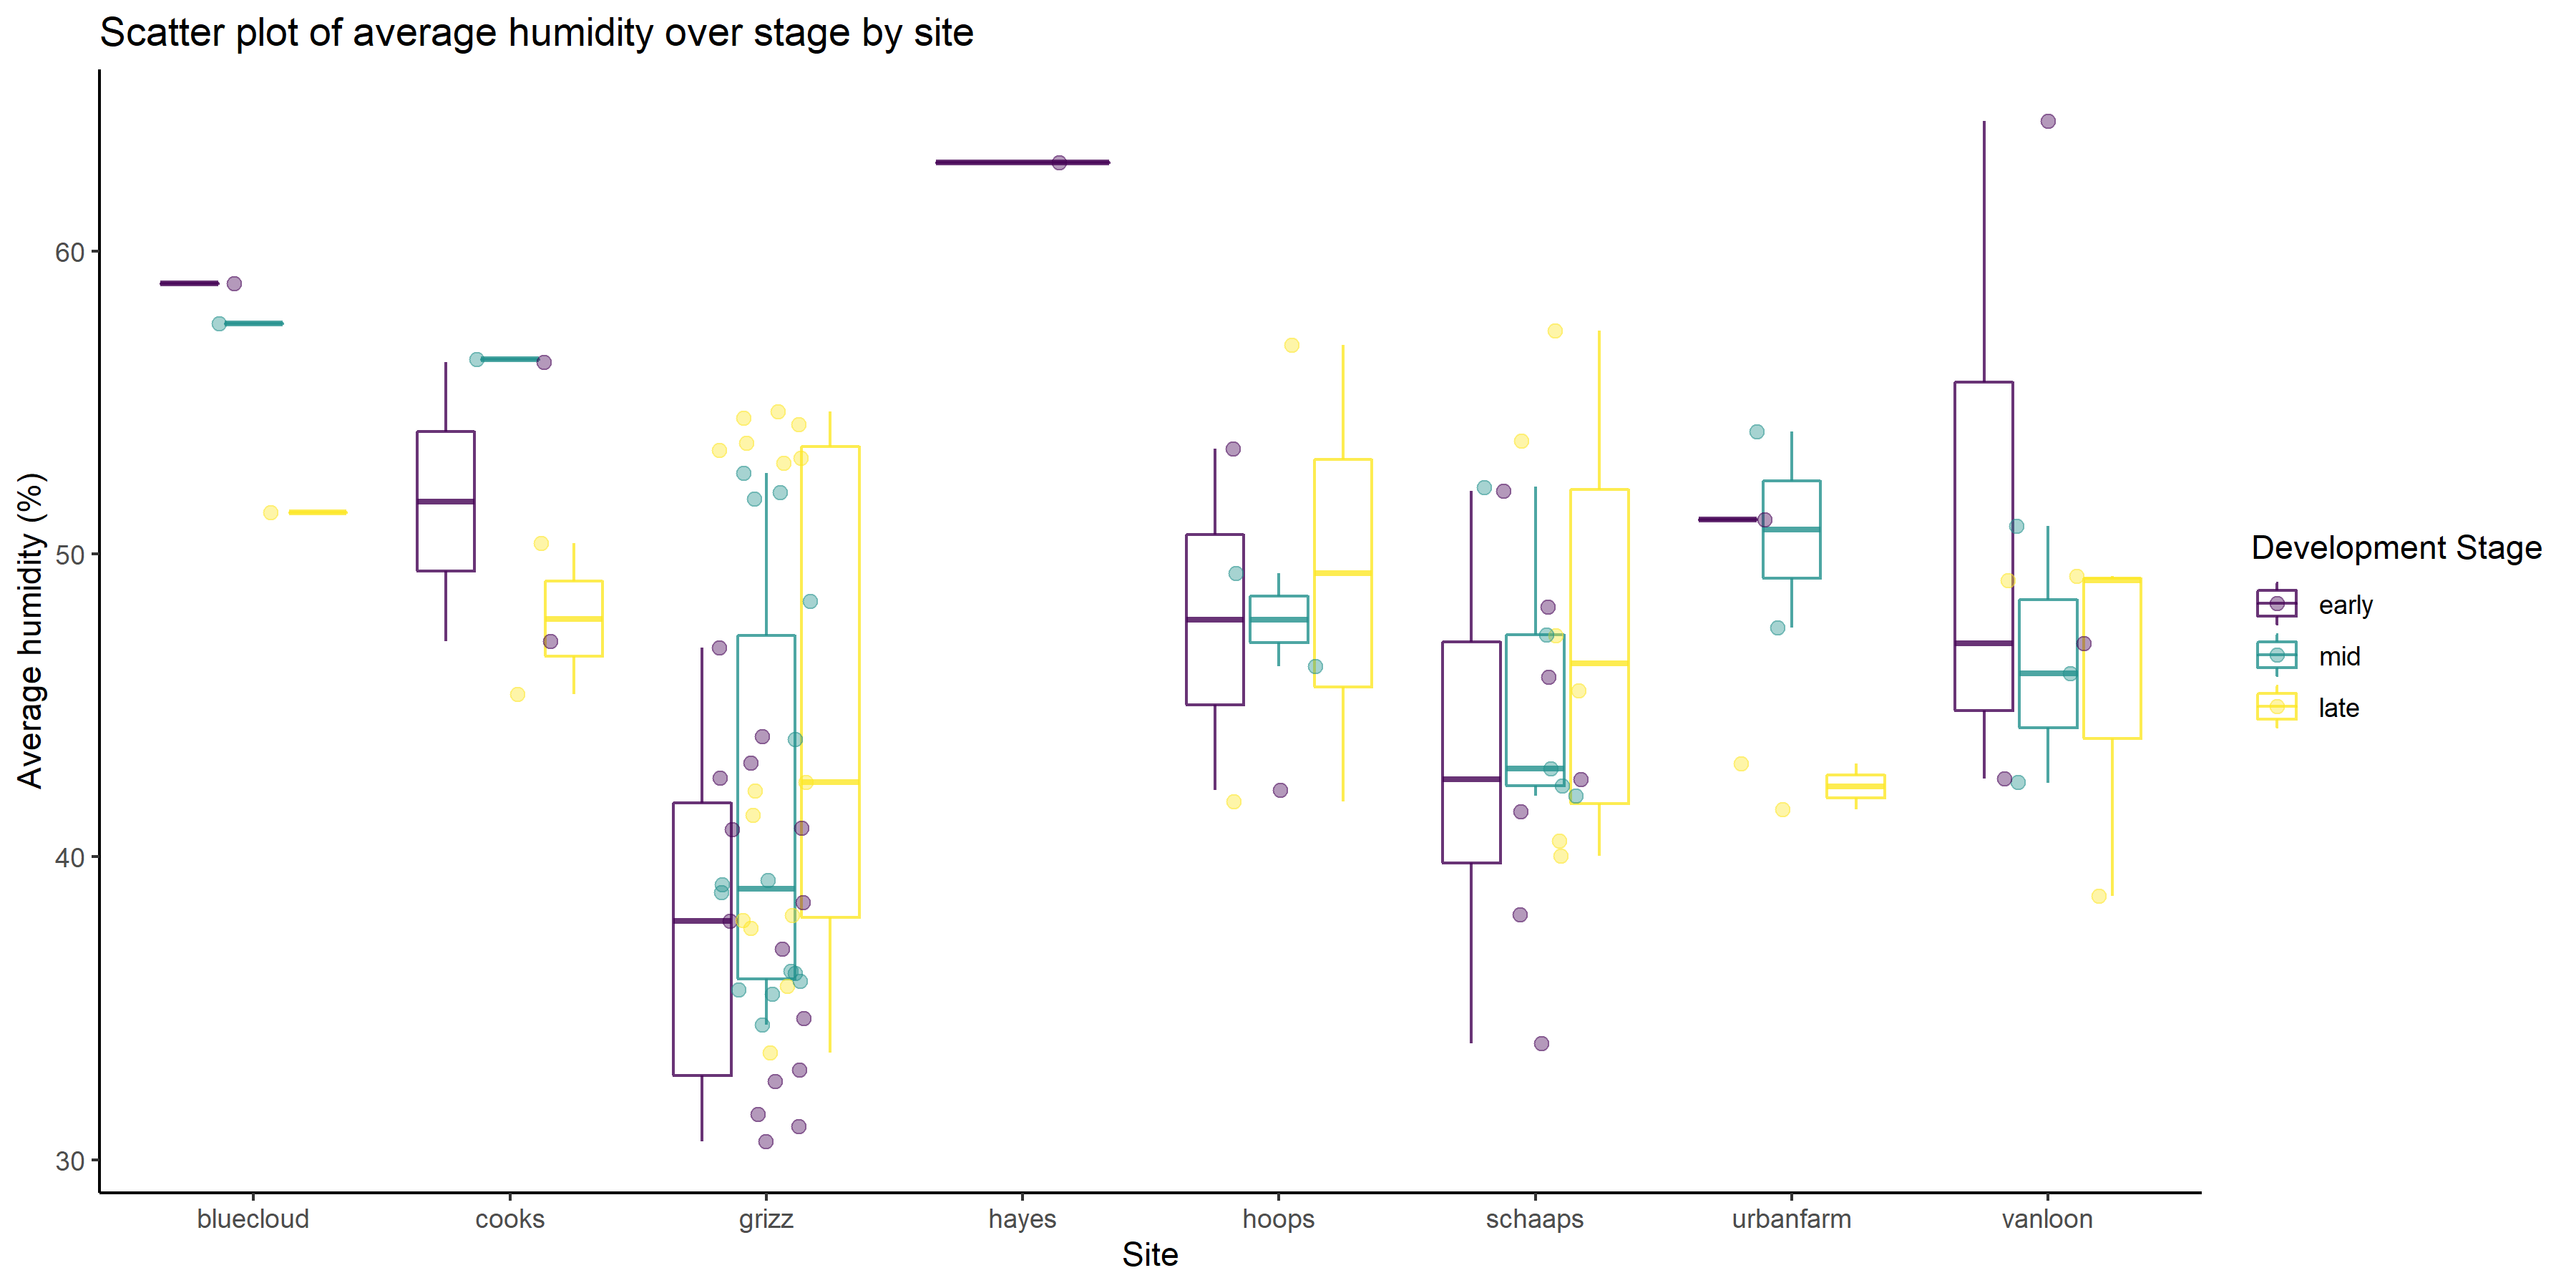 Scatter plot of average humidity over stage by site
Average humidity (%)
60
50
40
30
bluecloud cooks grizz hayes hoops schaaps urbanfarm vanloon
Site
Development Stage
early
mid
late